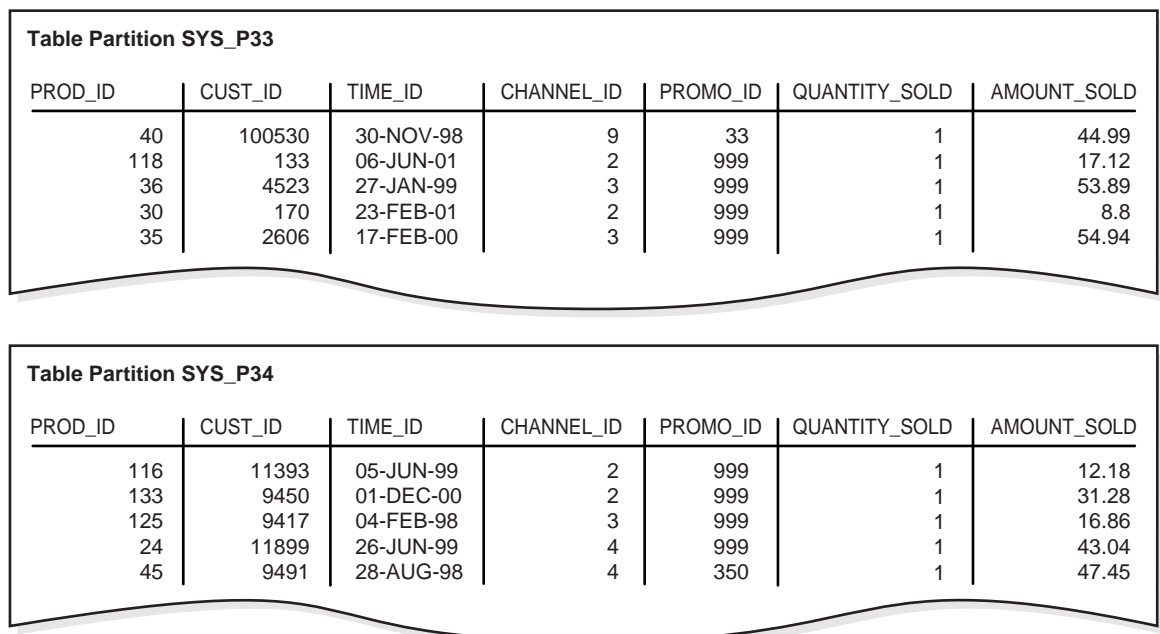 Table Partition SYS_P33
PROD_ID CUST_ID TIME_ID CHANNEL_ID PROMO_ID QUANTITY_SOLD AMOUNT_SOLD
40 100530 30-NOV-98 9 33 1 44.99
118 133 06-JUN-01 2 999 1 17.12
36 4523 27-JAN-99 3 999 1 53.89
30 170 23-FEB-01 2 999 1 8.8
35 2606 17-FEB-00 3 999 1 54.94
Table Partition SYS_P34
PROD_ID CUST_ID TIME_ID CHANNEL_ID PROMO_ID QUANTITY_SOLD AMOUNT_SOLD
116 11393 05-JUN-99 2 999 1 12.18
133 9450 01-DEC-00 2 999 1 31.28
125 9417 04-FEB-98 3 999 1 16.86
24 11899 26-JUN-99 4 999 1 43.04
45 9491 28-AUG-98 4 350 1 47.45